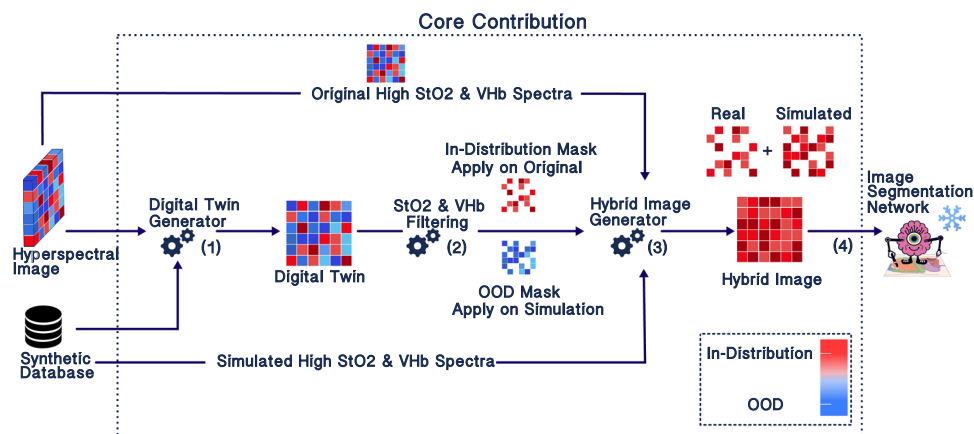 Core Contribution
Original High StO2 & VHb Spectra
Real
Simulated
+
In-Distribution Mask
Apply on Original
Image
Segmentation
Network
Digital Twin
Generator
(1)
StO2 & VHb
Filtering
(2)
Hybrid Image
Generator
(3)
(4)
Hyperspectral
Image
Digital Twin
Hybrid Image
OOD Mask
Apply on Simulation
Synthetic
Database
Simulated High StO2 & VHb Spectra
In-Distribution
OOD